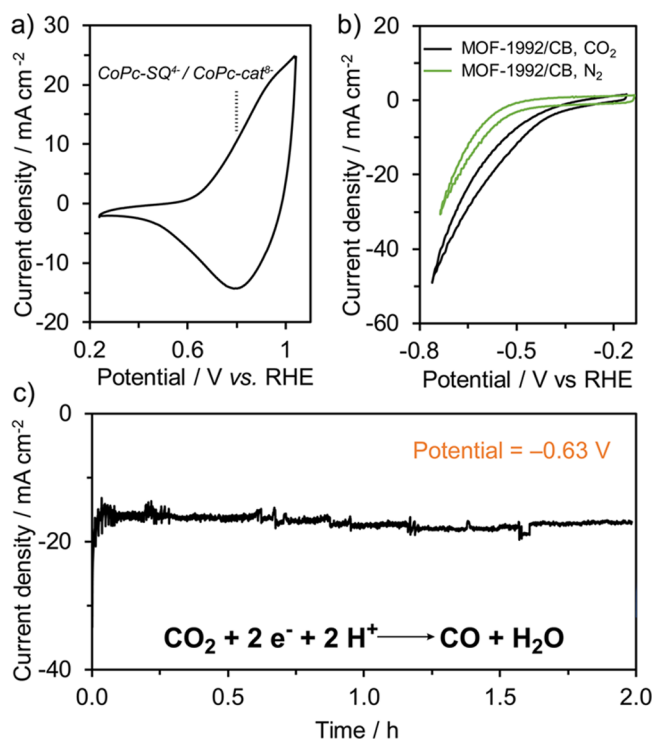 a)
30
20
10
0
-10
-20
0.2
0.6
1
CoPc-SQ⁴⁻ / CoPc-cat⁸⁻
Current density / mA cm⁻²
Potential / V vs. RHE
b)
MOF-1992/CB, CO₂
MOF-1992/CB, N₂
20
0
-20
-40
-60
-0.8
-0.5
-0.2
Current density / mA cm⁻²
Potential / V vs RHE
c)
0
-20
-40
Potential = –0.63 V
CO₂ + 2 e⁻ + 2 H⁺ ⟶ CO + H₂O
0.0
0.5
1.0
1.5
2.0
Current density / mA cm⁻²
Time / h